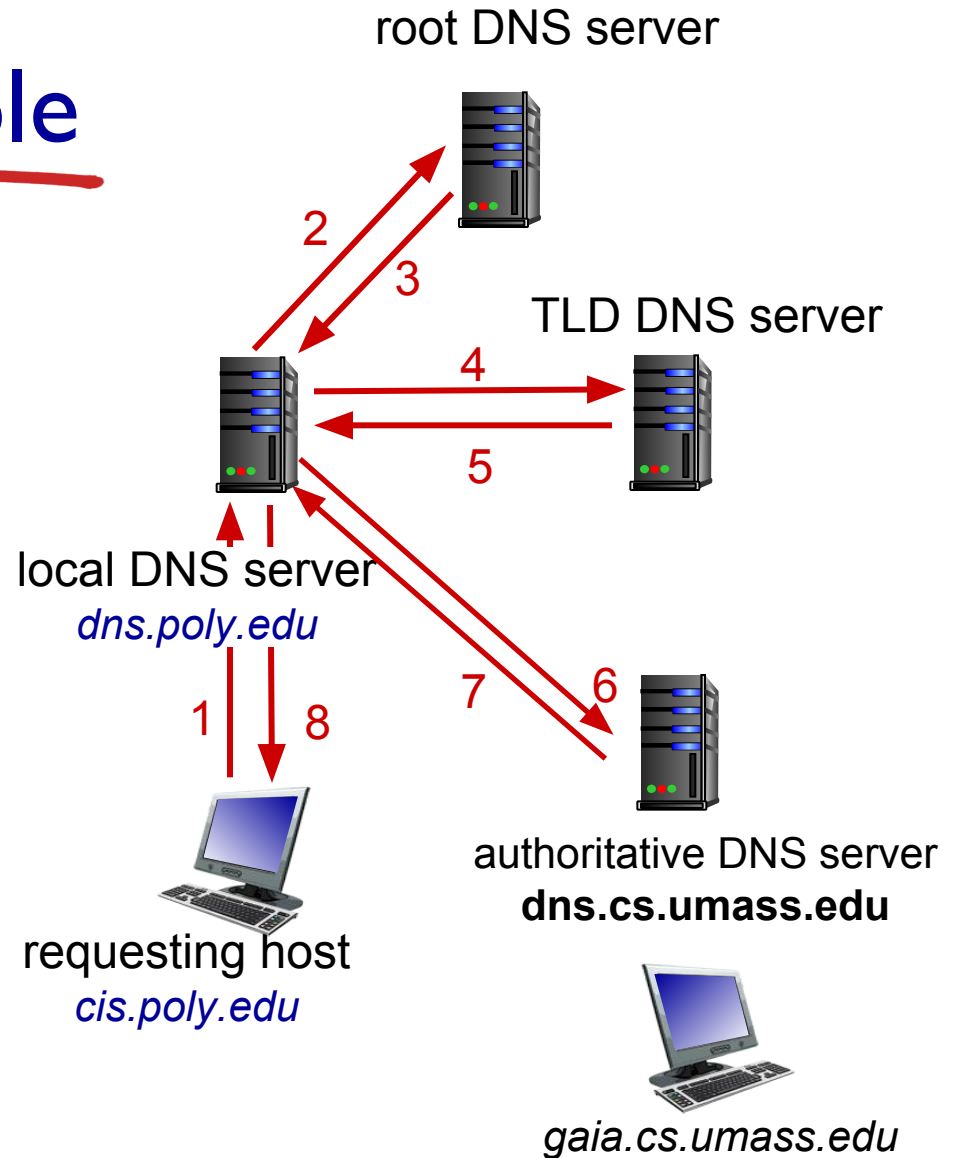 root DNS server
ole
2
3
TLD DNS server
4
5
local DNS server
dns.poly.edu
1
8
7
6
authoritative DNS server
dns.cs.umass.edu
requesting host
cis.poly.edu
gaia.cs.umass.edu